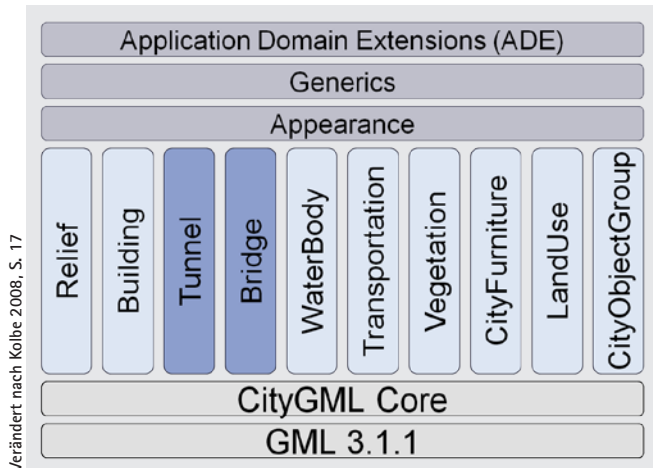 Application Domain Extensions (ADE)
Generics
Appearance
Relief
Building
Tunnel
Bridge
WaterBody
Transportation
Vegetation
CityFurniture
LandUse
CityObjectGroup
CityGML Core
GML 3.1.1
Verändert nach Kolbe 2008, S. 17